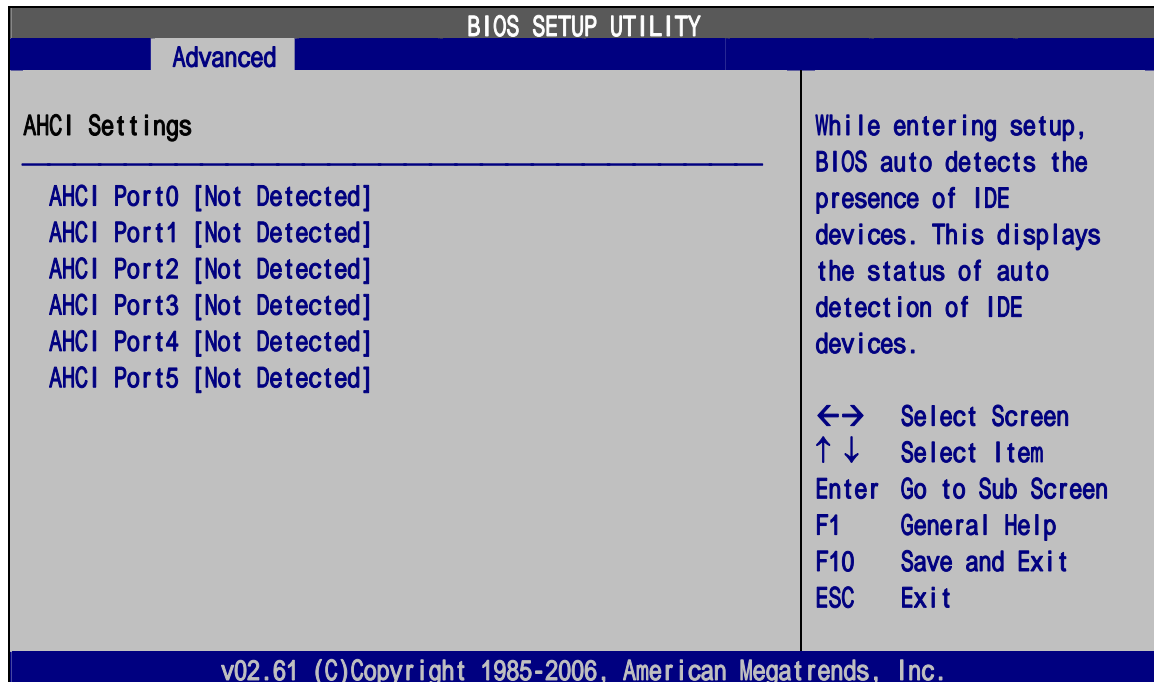 BIOS SETUP UTILITY
Advanced
AHCI Settings
AHCI Port0 [Not Detected]
AHCI Port1 [Not Detected]
AHCI Port2 [Not Detected]
AHCI Port3 [Not Detected]
AHCI Port4 [Not Detected]
AHCI Port5 [Not Detected]
While entering setup,
BIOS auto detects the
presence of IDE
devices. This displays
the status of auto
detection of IDE
devices.
←→ Select Screen
↑↓ Select Item
Enter Go to Sub Screen
F1 General Help
F10 Save and Exit
ESC Exit
v02.61 (C)Copyright 1985-2006, American Megatrends, Inc.